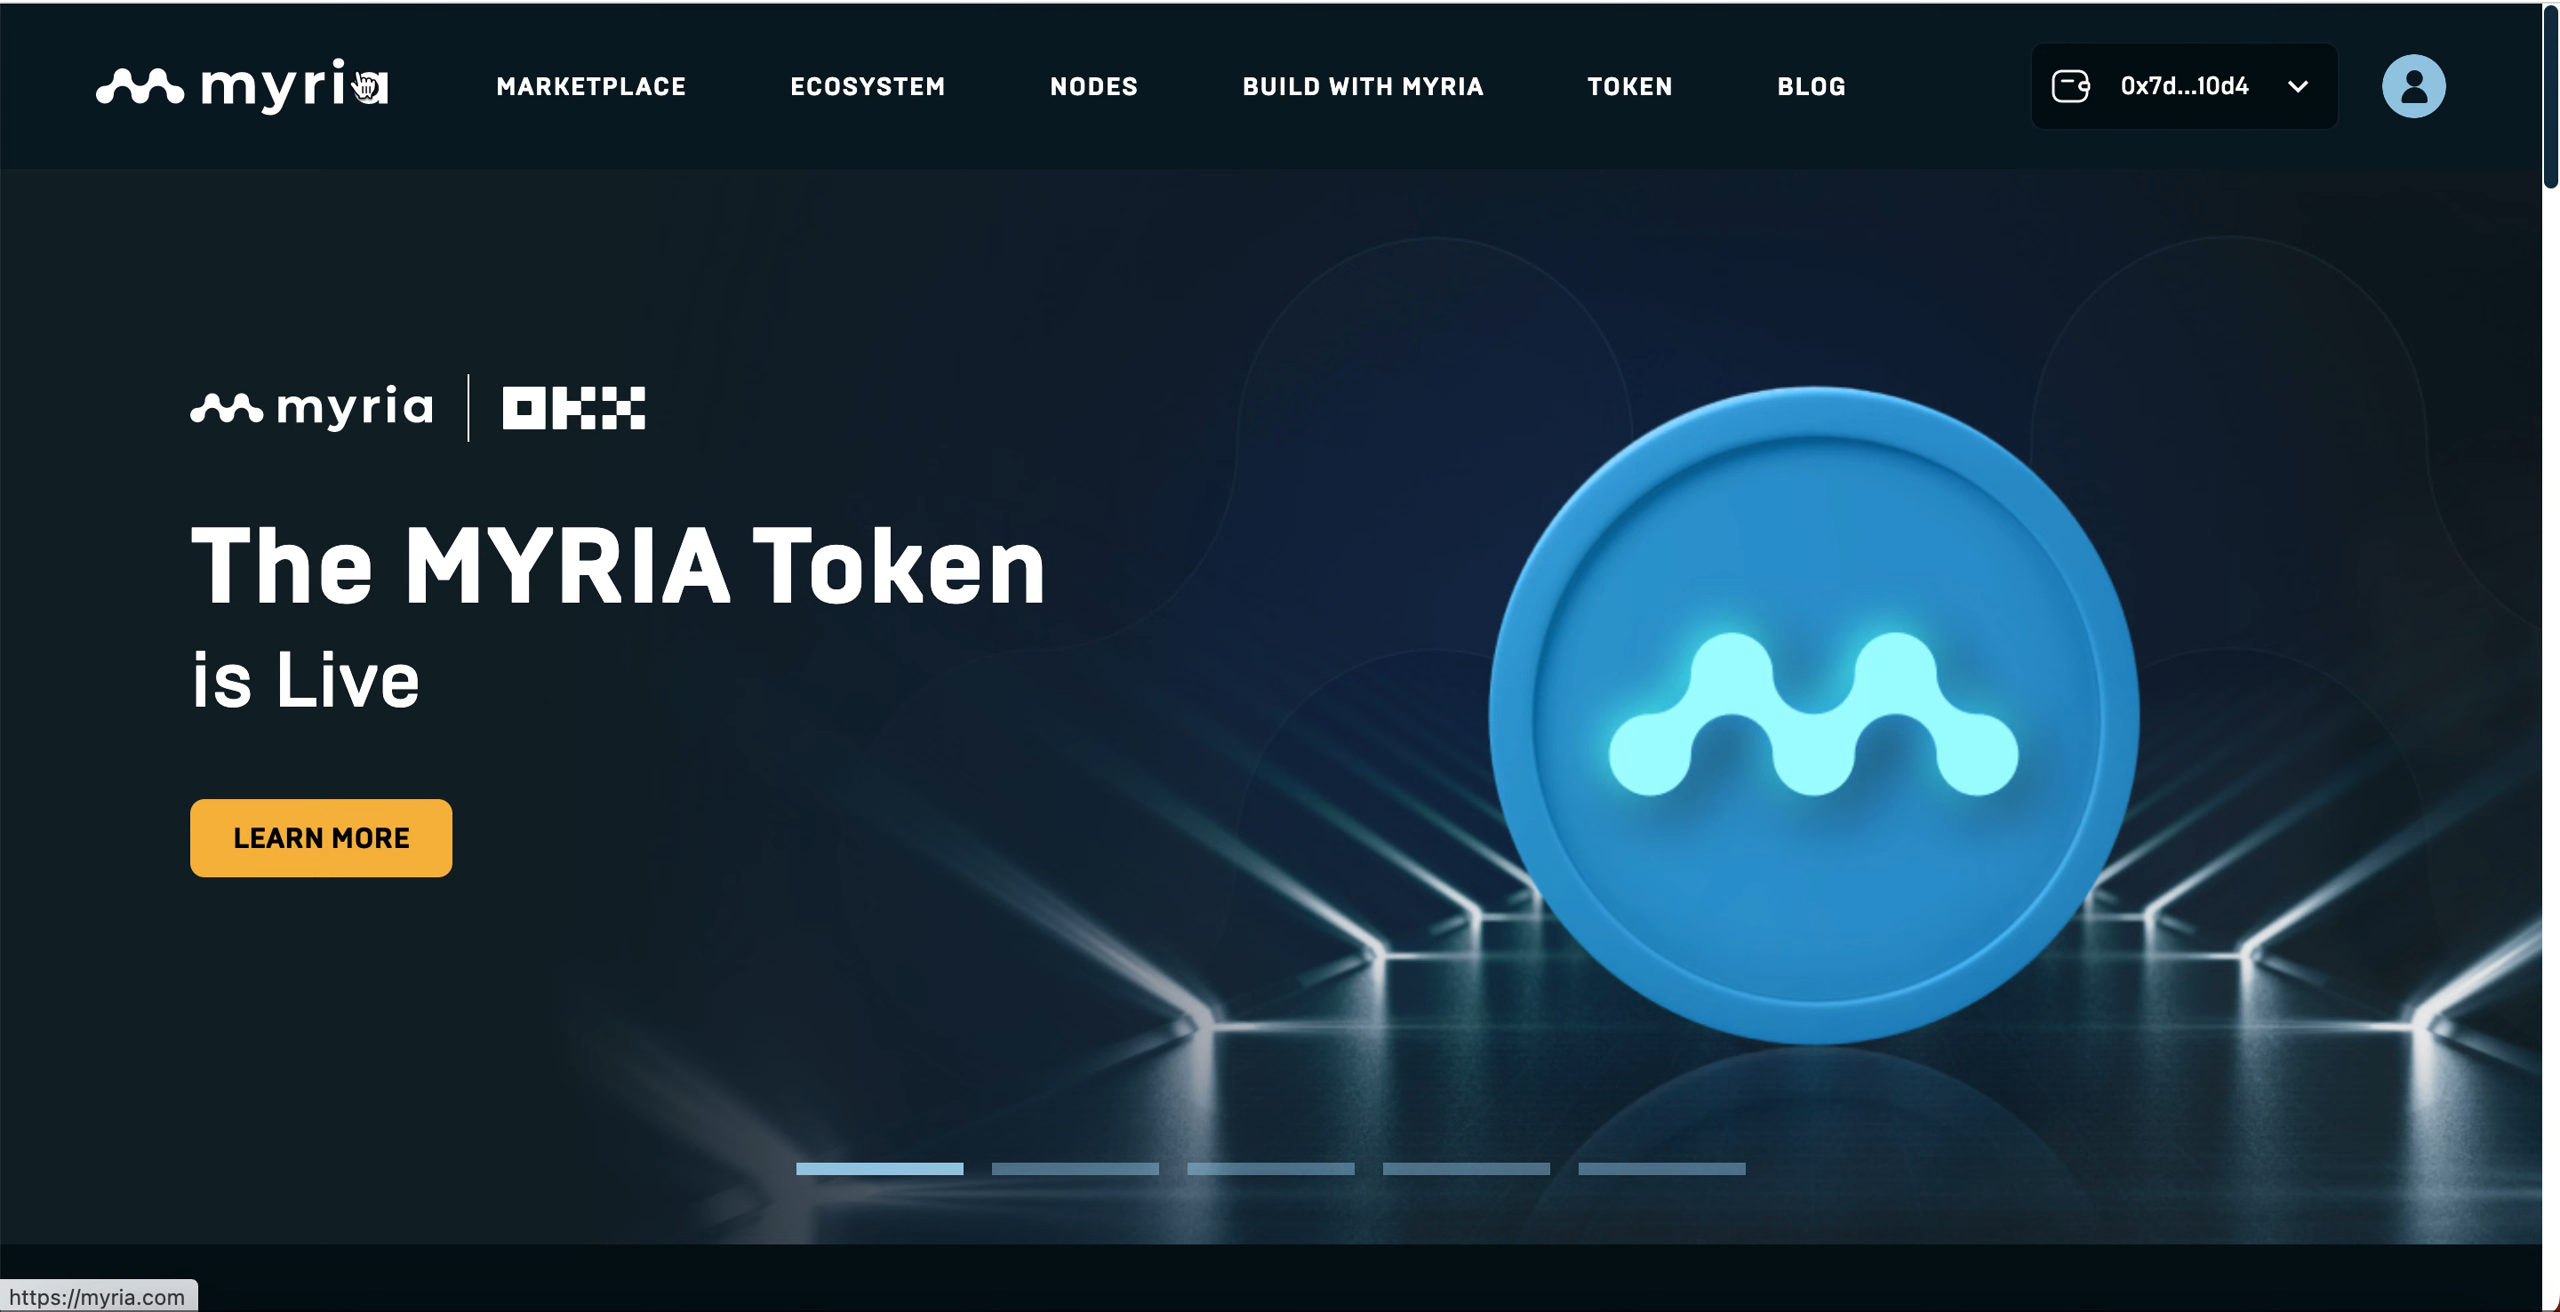 myria MARKETPLACE ECOSYSTEM NODES BUILD WITH MYRIA TOKEN BLOG 0x7d...10d4
myria OKX
The MYRIA Token
is Live
LEARN MORE
https://myria.com